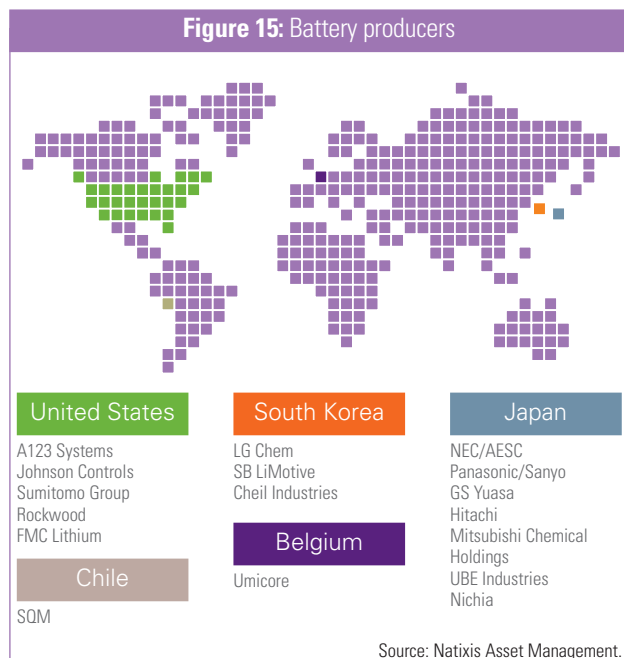 Figure 15: Battery producers
United States
A123 Systems
Johnson Controls
Sumitomo Group
Rockwood
FMC Lithium
Chile
SQM
South Korea
LG Chem
SB LiMotive
Cheil Industries
Belgium
Umicore
Japan
NEC/AESC
Panasonic/Sanyo
GS Yuasa
Hitachi
Mitsubishi Chemical
Holdings
UBE Industries
Nichia
Source: Natixis Asset Management.